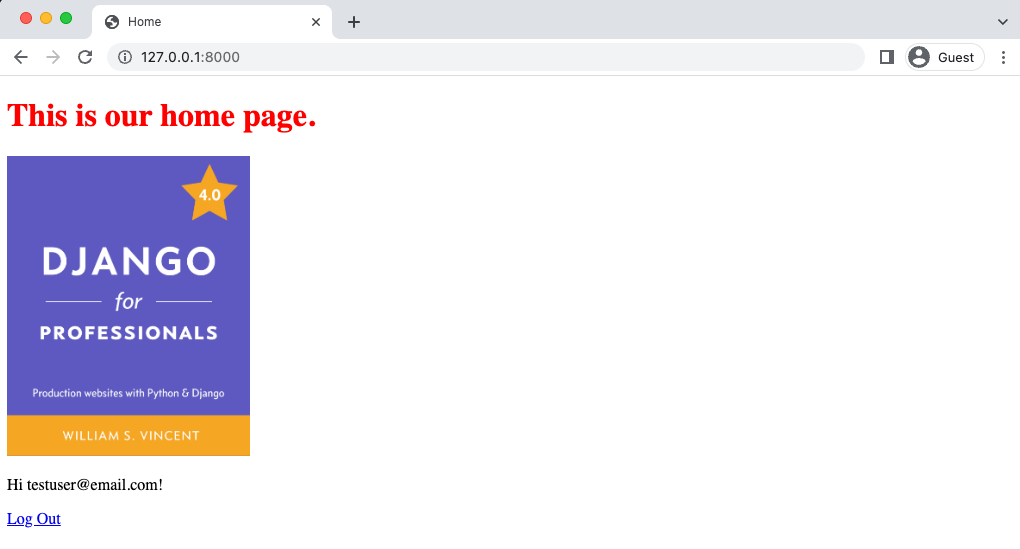 Home
127.0.0.1:8000
Guest
This is our home page.
4.0
DJANGO
for
PROFESSIONALS
Production websites with Python & Django
WILLIAM S. VINCENT
Hi testuser@email.com!
Log Out